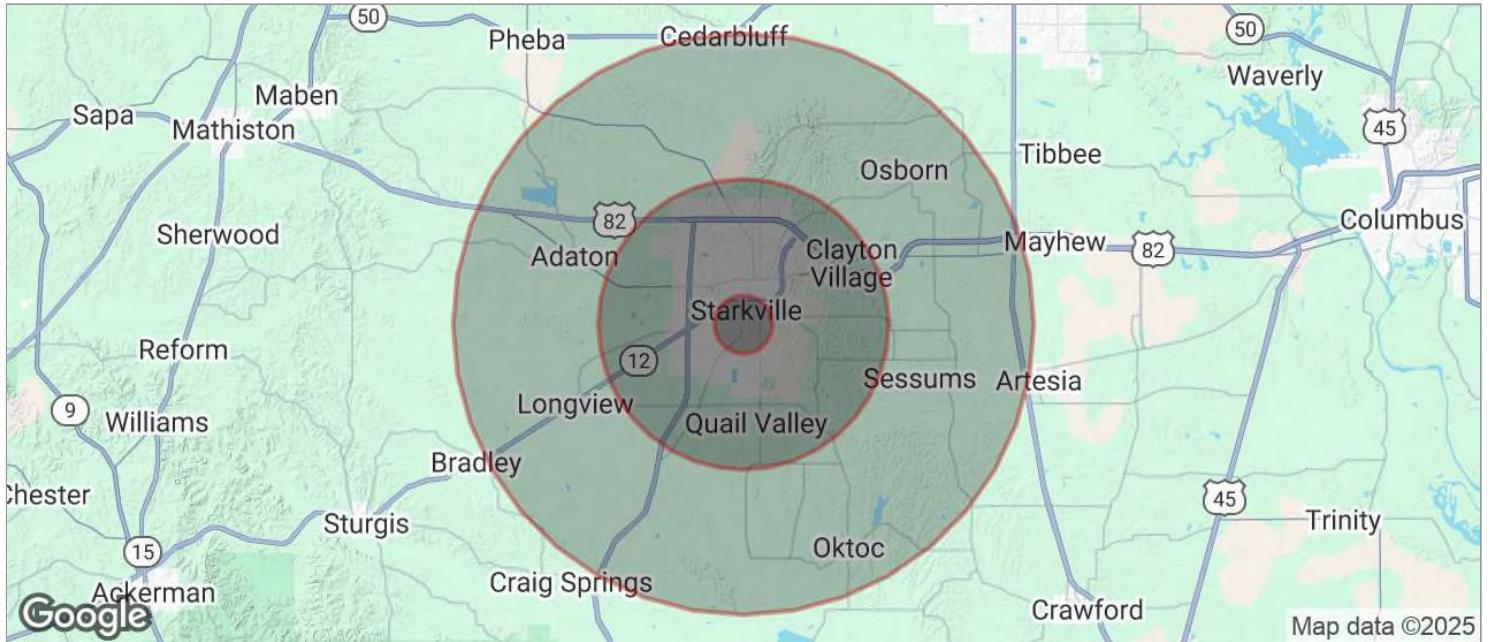 50
Pheba
Cedarbluff
50
Waverly
Maben
Sapa
Mathiston
45
Tibbee
Osborn
82
Sherwood
Adaton
Clayton
Village
Mayhew
82
Columbus
Starkville
Reform
12
Sessums
Artesia
9
Williams
Longview
Quail Valley
Bradley
Chester
Sturgis
45
Trinity
15
Oktoc
Ackerman
Craig Springs
Crawford
Google
Map data ©2025